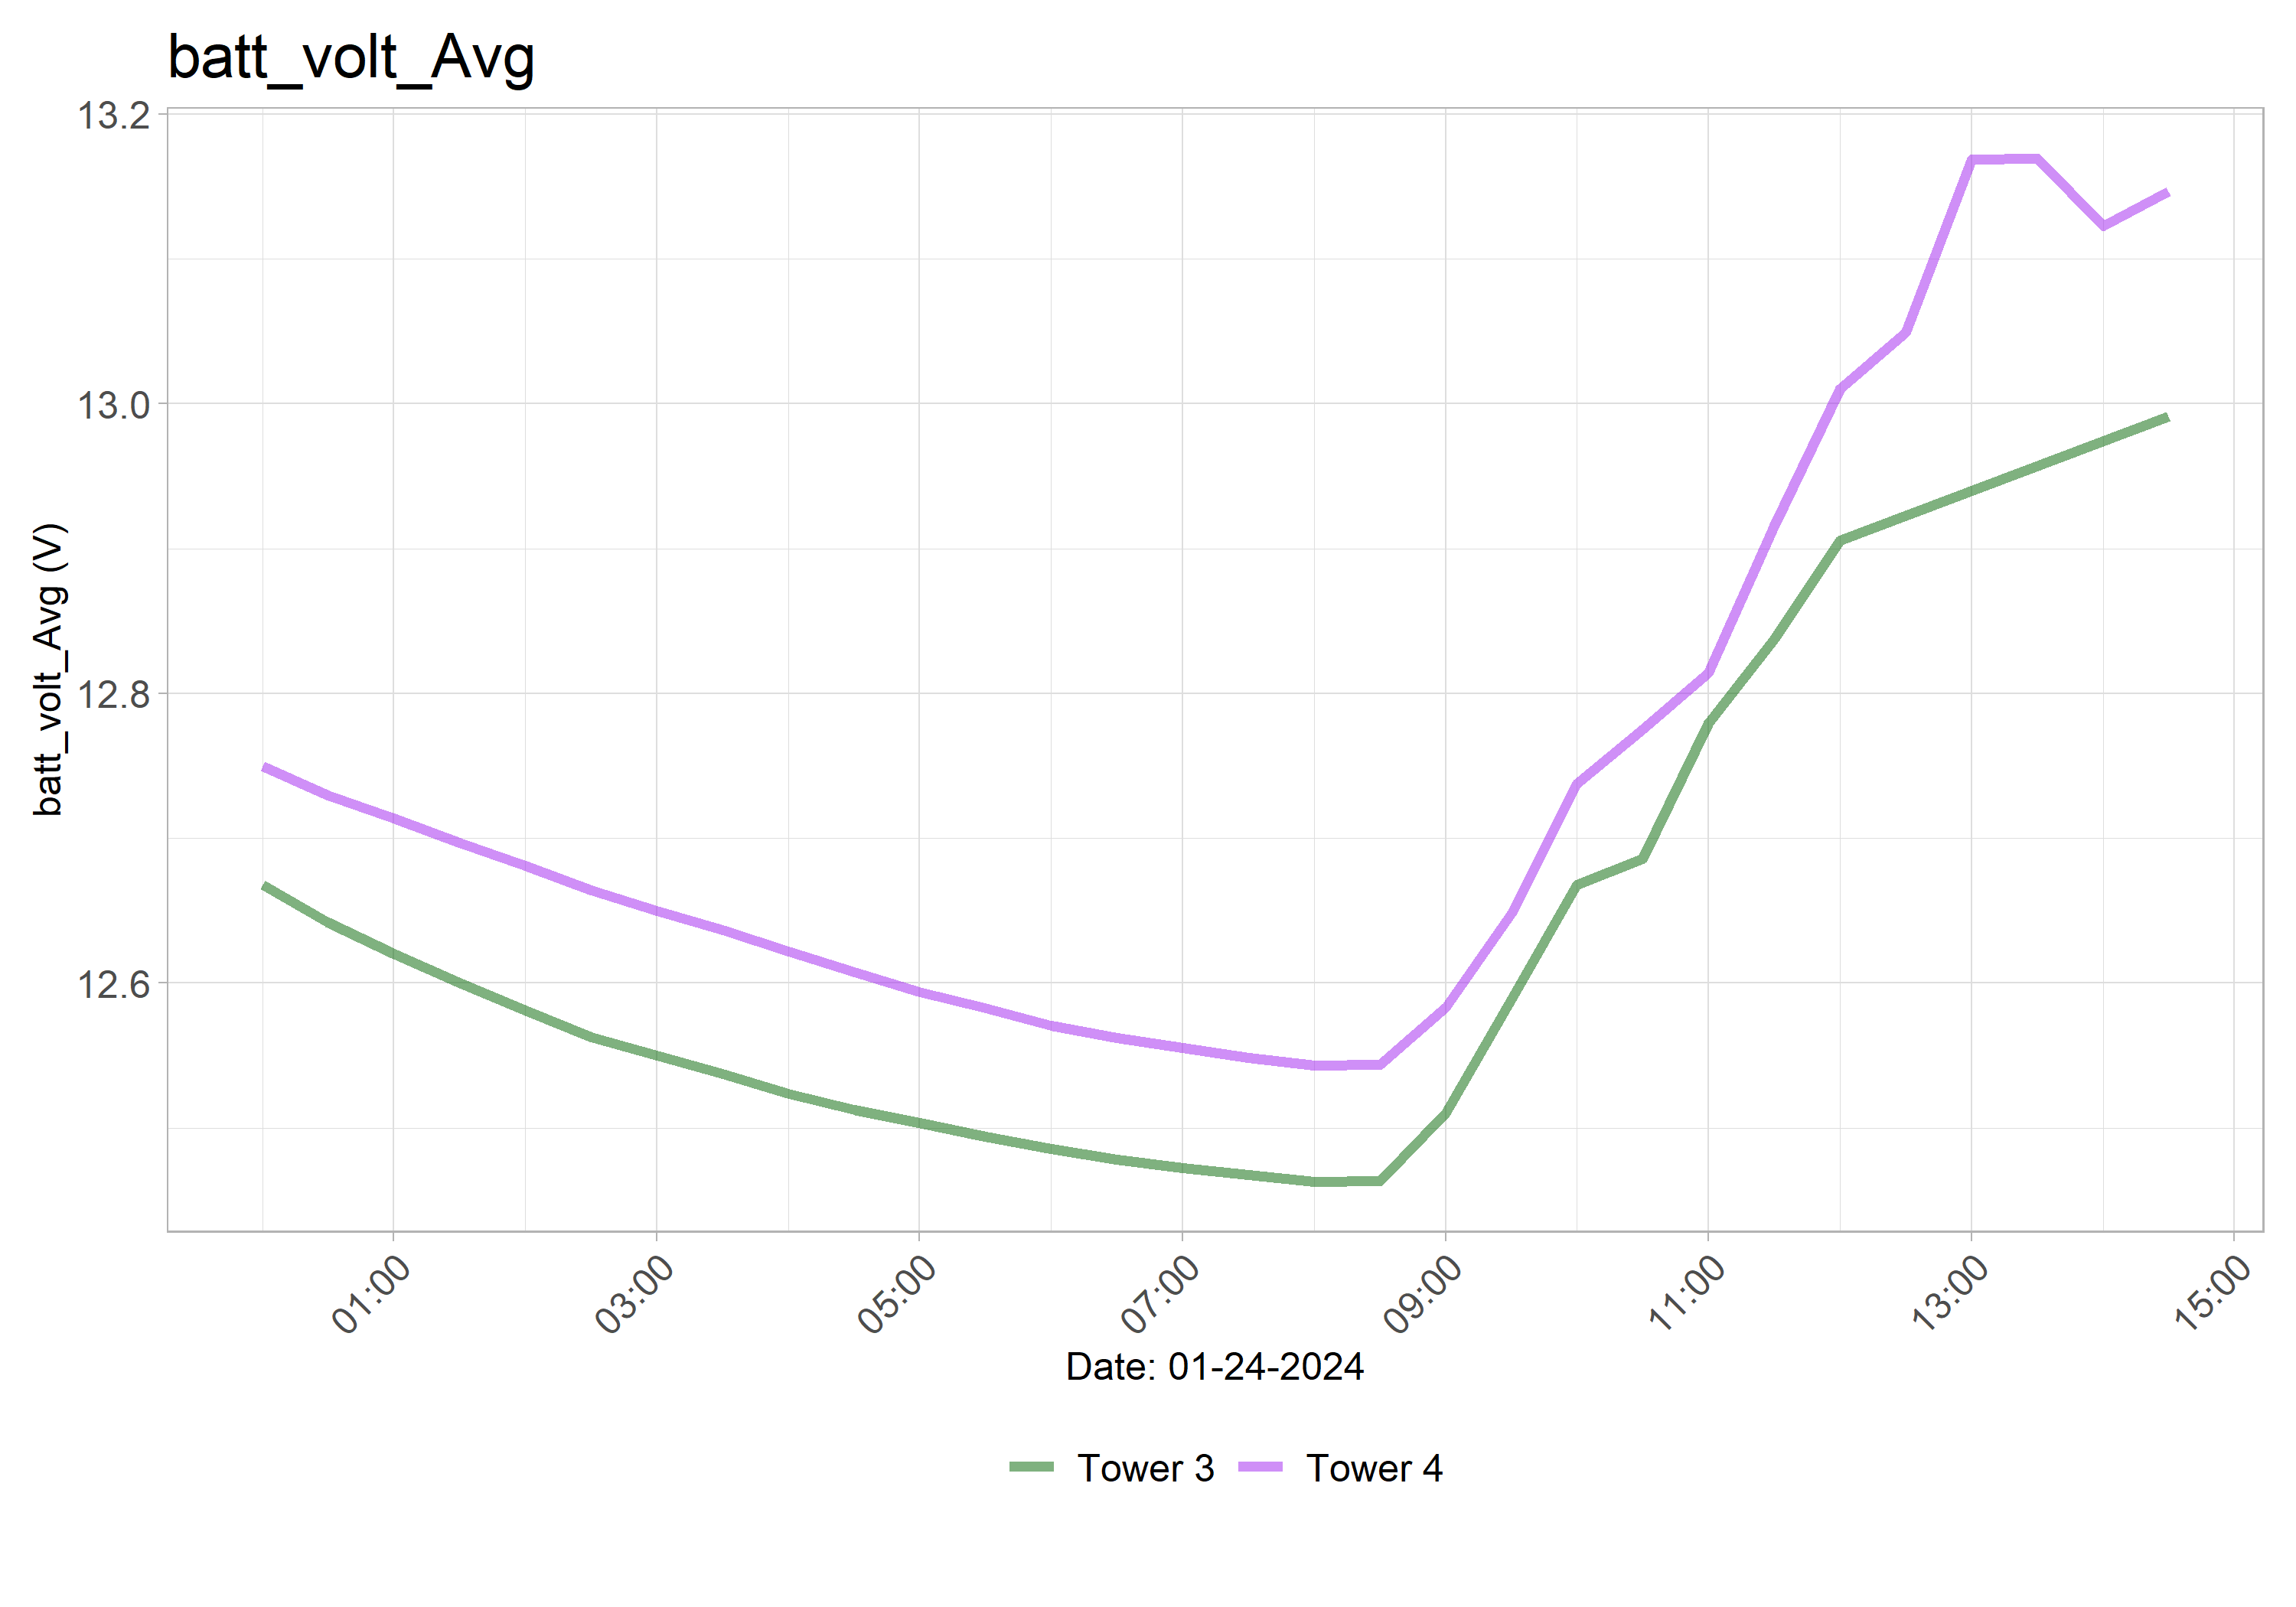 batt_volt_Avg
batt_volt_Avg (V)
13.2
13.0
12.8
12.6
01:00
03:00
05:00
07:00
09:00
11:00
13:00
15:00
Date: 01-24-2024
Tower 3
Tower 4